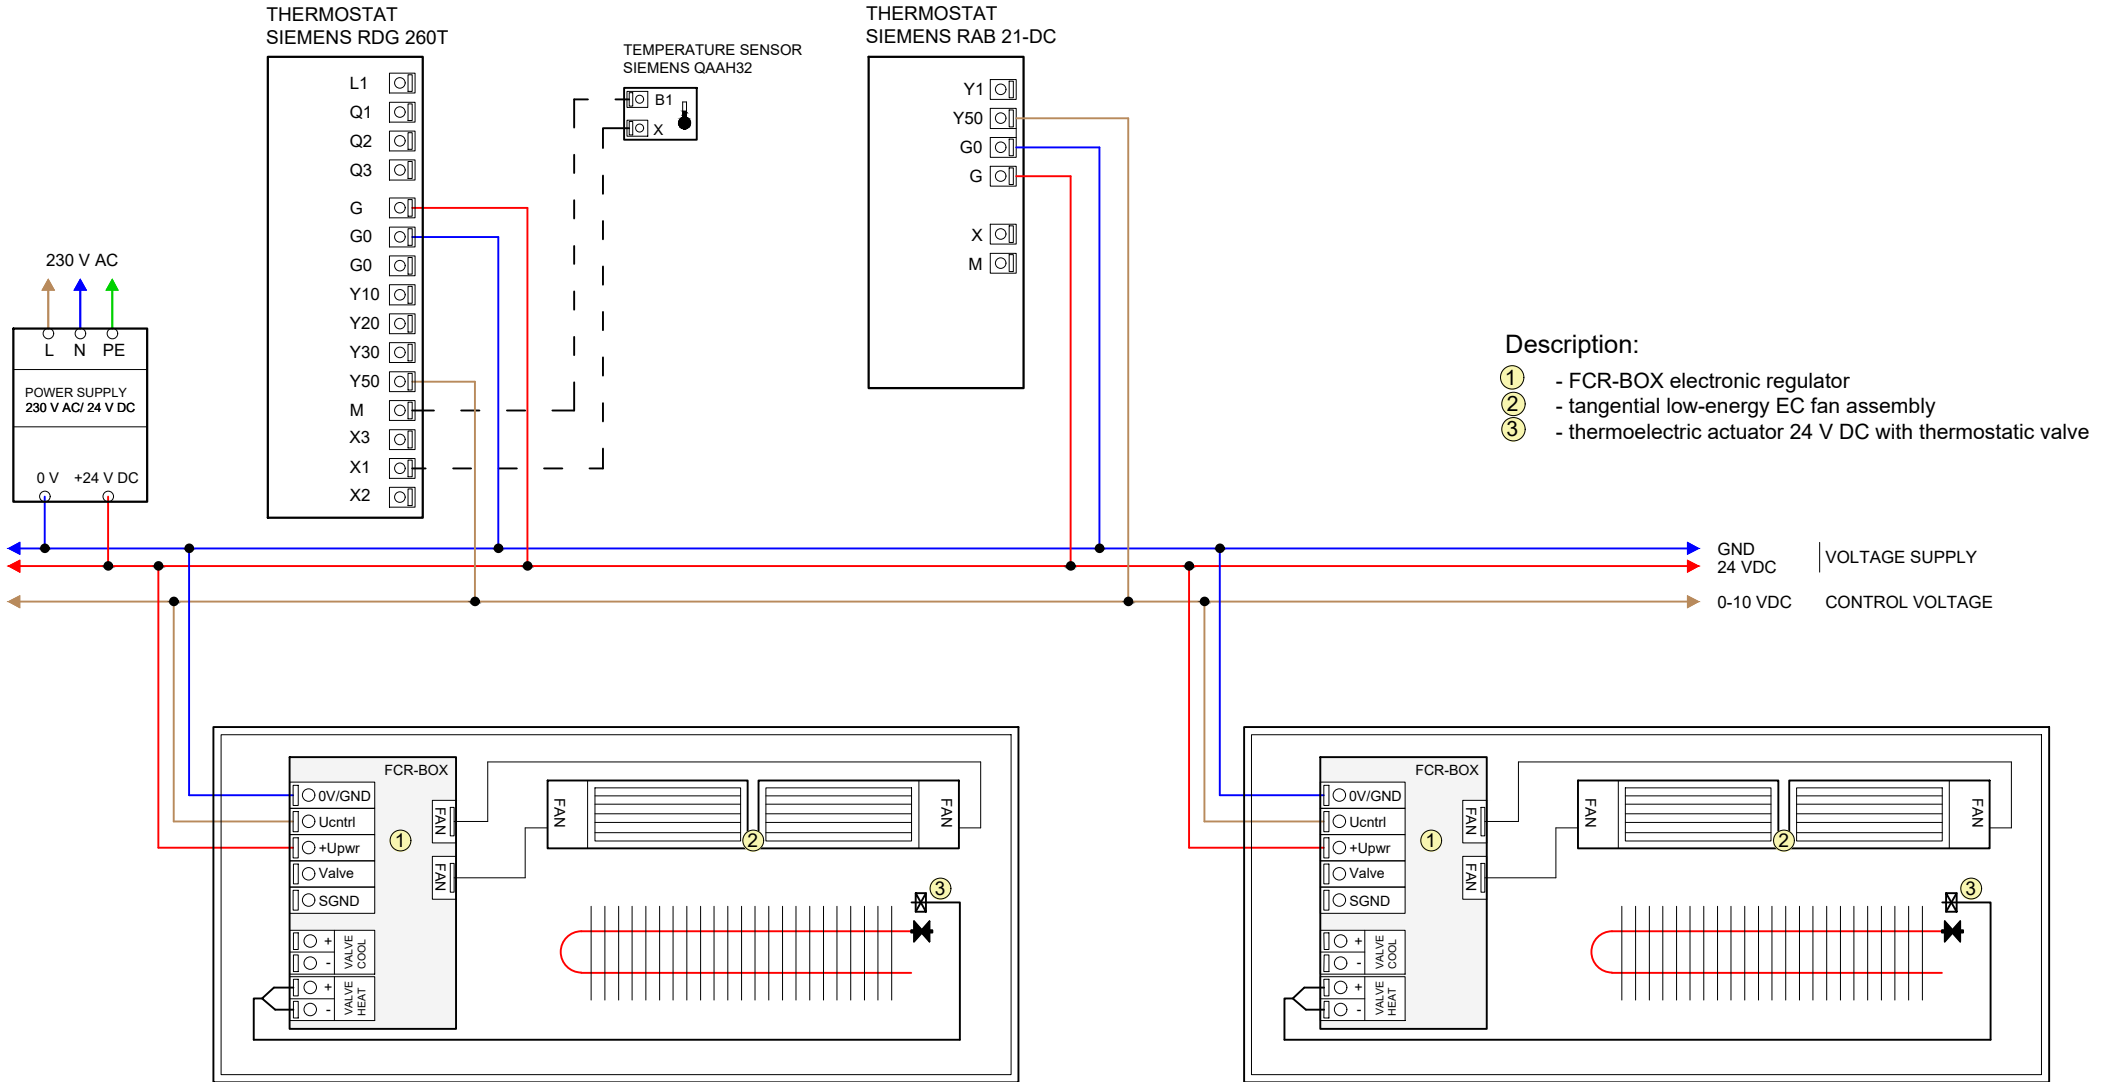 THERMOSTAT
SIEMENS RDG 260T
L1
Q1
Q2
Q3
G
G0
G0
Y10
Y20
Y30
Y50
M
X3
X1
X2
TEMPERATURE SENSOR
SIEMENS QAAH32
B1
X
THERMOSTAT
SIEMENS RAB 21-DC
Y1
Y50
G0
G
X
M
230 V AC
L N PE
POWER SUPPLY
230 V AC/ 24 V DC
0 V +24 V DC
Description:
1 - FCR-BOX electronic regulator
2 - tangential low-energy EC fan assembly
3 - thermoelectric actuator 24 V DC with thermostatic valve
GND
24 VDC
VOLTAGE SUPPLY
0-10 VDC CONTROL VOLTAGE
FCR-BOX
0V/GND
Ucntrl
+Upwr
Valve
SGND
+
-
VALVE
COOL
+
-
VALVE
HEAT
1
FAN
FAN
FAN
FAN
2
3
FCR-BOX
0V/GND
Ucntrl
+Upwr
Valve
SGND
+
-
VALVE
COOL
+
-
VALVE
HEAT
1
FAN
FAN
FAN
FAN
2
3